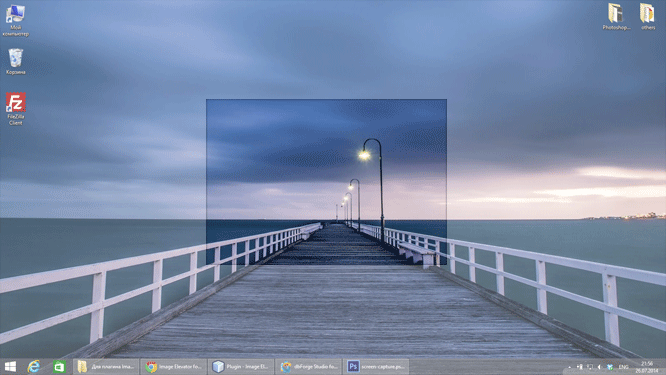 Мой
компьютер
Корзина
FileZilla
Client
Photoshop...
others
Для плагина Ima...
Image Elevator fo...
Plugin - Image El...
dbForge Studio fo...
screen-capture.ps...
ENG
21:56
25.07.2014